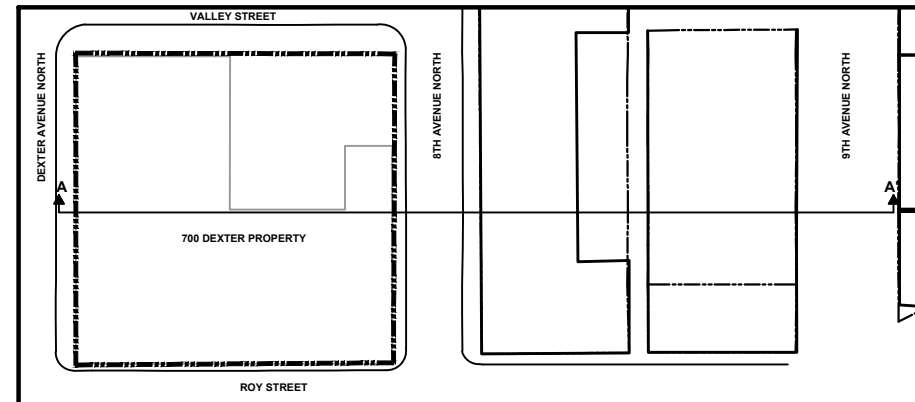 VALLEY STREET
DEXTER AVENUE NORTH
8TH AVENUE NORTH
9TH AVENUE NORTH
A
A
700 DEXTER PROPERTY
ROY STREET